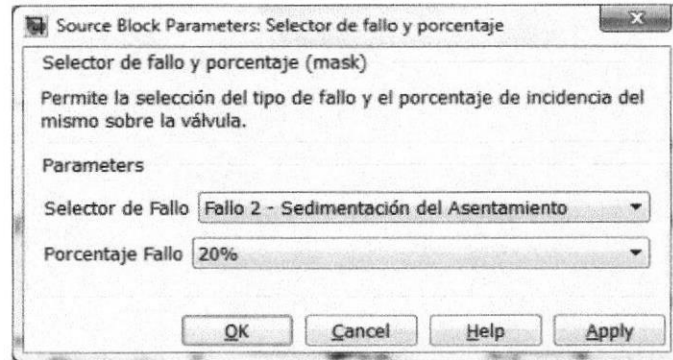 Source Block Parameters: Selector de fallo y porcentaje
Selector de fallo y porcentaje (mask)
Permite la selección del tipo de fallo y el porcentaje de incidencia del
mismo sobre la válvula.
Parameters
Selector de Fallo Fallo 2 - Sedimentación del Asentamiento
Porcentaje Fallo 20%
OK Cancel Help Apply